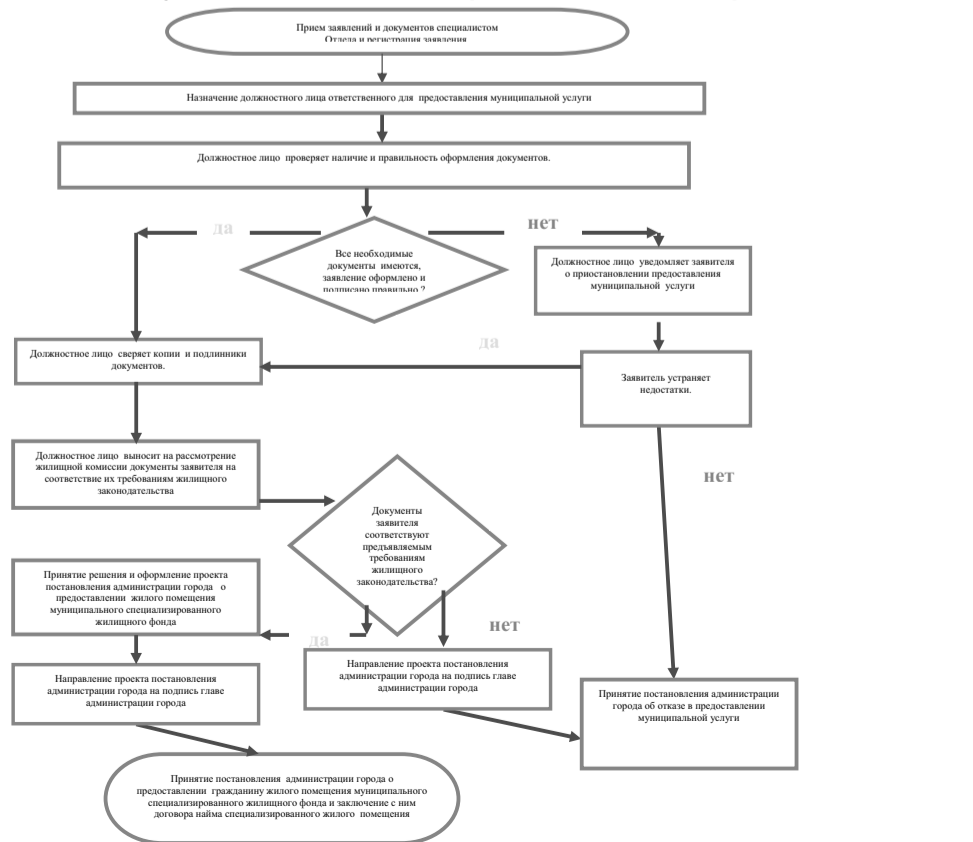 Прием заявлений и документов специалистом
Отдела и регистрация заявления
Назначение должностного лица ответственного для предоставления муниципальной услуги
Должностное лицо проверяет наличие и правильность оформления документов.
да
нет
Все необходимые
документы имеются,
заявление оформлено и
подписано правильно ?
Должностное лицо уведомляет заявителя
о приостановлении предоставления
муниципальной услуги
да
Должностное лицо сверяет копии и подлинники
документов.
Заявитель устраняет
недостатки.
нет
Должностное лицо выносит на рассмотрение
жилищной комиссии документы заявителя на
соответствие их требованиям жилищного
законодательства
Документы
заявителя
соответствуют
предъявляемым
требованиям
жилищного
законодательства?
Принятие решения и оформление проекта
постановления администрации города о
предоставлении жилого помещения
муниципального специализированного
жилищного фонда
да
нет
Направление проекта постановления
администрации города на подпись главе
администрации города
Направление проекта постановления
администрации города на подпись главе
администрации города
Принятие постановления администрации
города об отказе в предоставлении
муниципальной услуги
Принятие постановления администрации города о
предоставлении гражданину жилого помещения муниципального
специализированного жилищного фонда и заключение с ним
договора найма специализированного жилого помещения